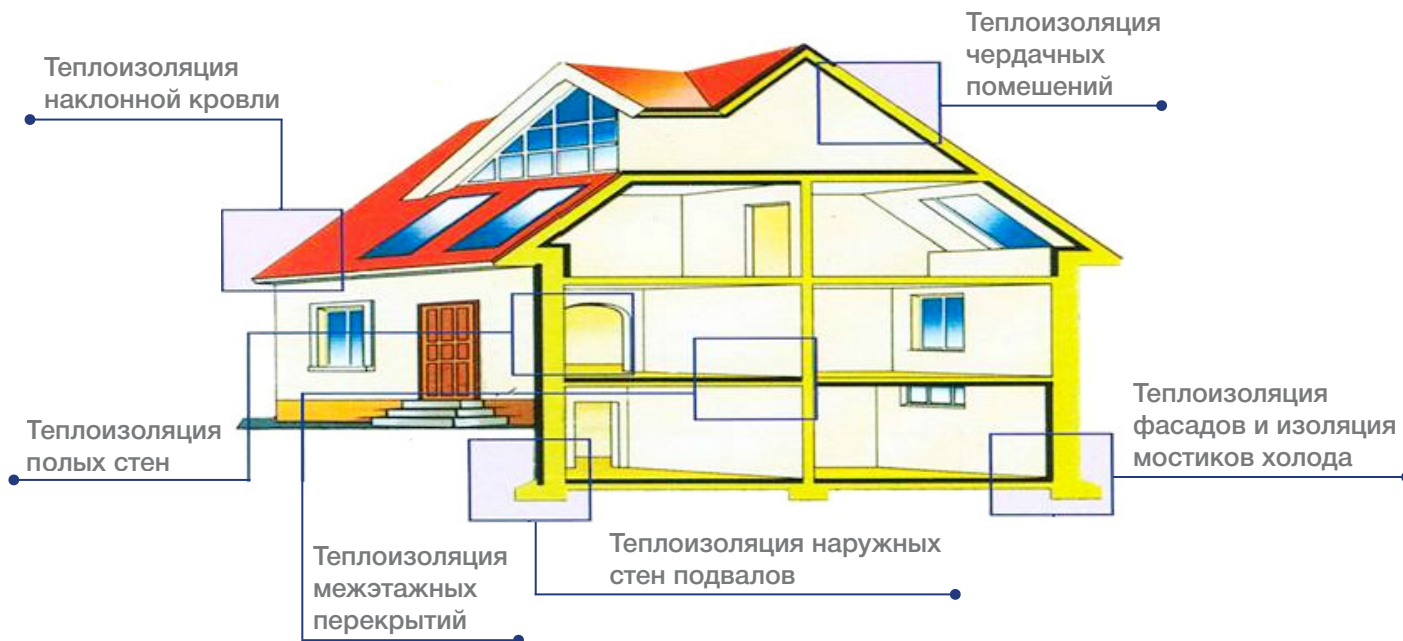 Теплоизоляция
чердачных
помешений
Теплоизоляция
наклонной кровли
Теплоизоляция
фасадов и изоляция
мостиков холода
Теплоизоляция
полых стен
Теплоизоляция наружных
стен подвалов
Теплоизоляция
межэтажных
перекрытий